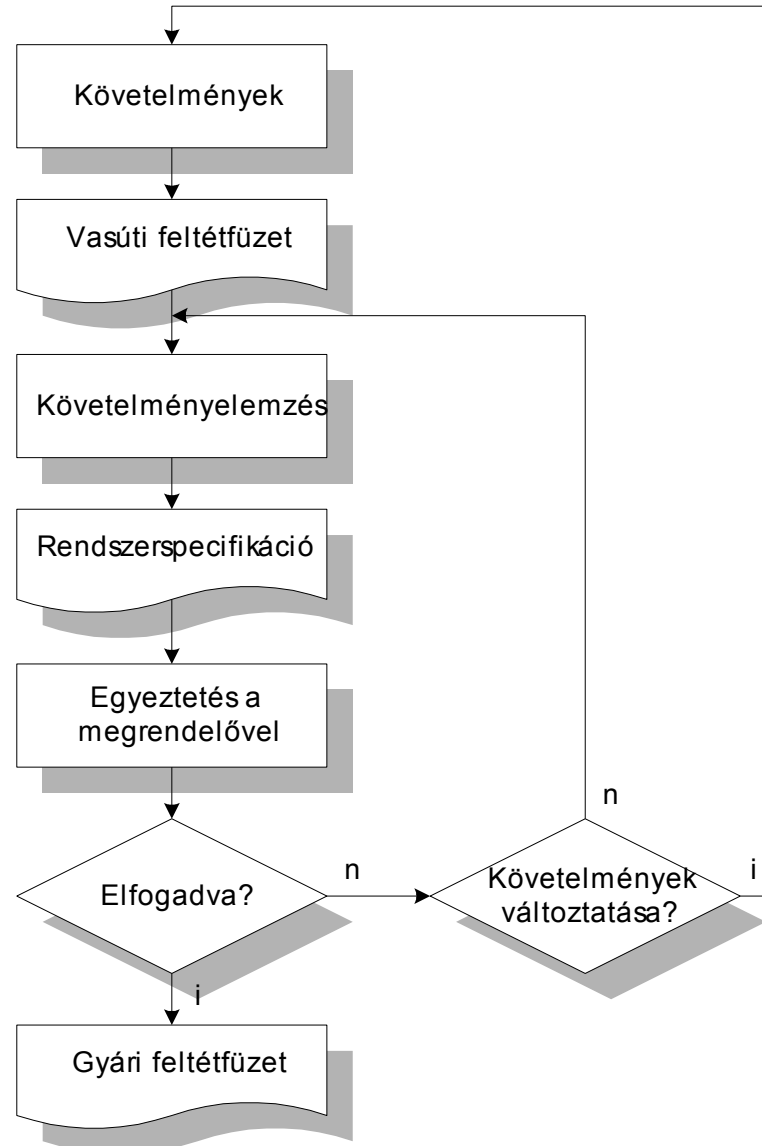 Követelmények
Vasúti feltétfüzet
Követelményelemzés
Rendszerspecifikáció
Egyeztetés a
megrendelővel
n
Elfogadva?
n
Követelmények
változtatása?
i
i
Gyári feltétfüzet